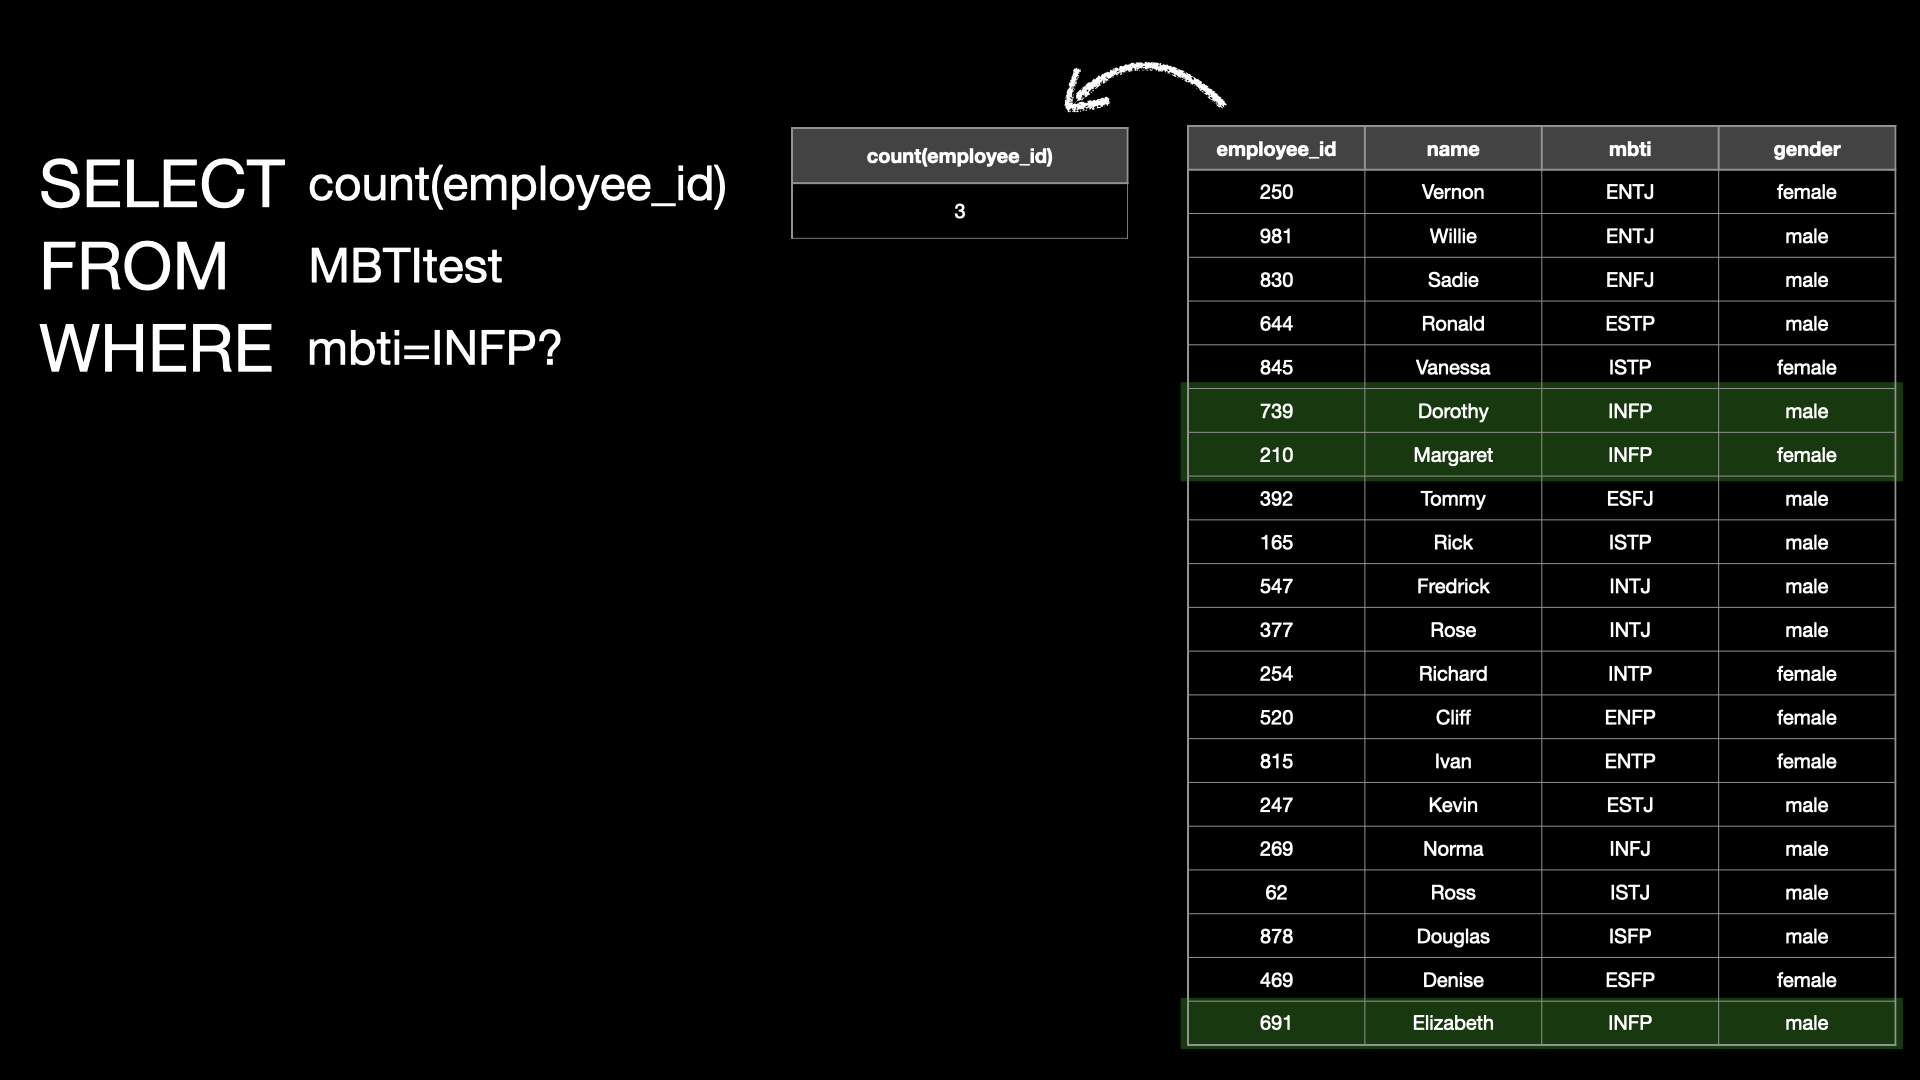 SELECT count(employee_id)
FROM MBTItest
WHERE mbti=INFP?
count(employee_id)
3
employee_id name mbti gender
250 Vernon ENTJ female
981 Willie ENTJ male
830 Sadie ENFJ male
644 Ronald ESTP male
845 Vanessa ISTP female
739 Dorothy INFP male
210 Margaret INFP female
392 Tommy ESFJ male
165 Rick ISTP male
547 Fredrick INTJ male
377 Rose INTJ male
254 Richard INTP female
520 Cliff ENFP female
815 Ivan ENTP female
247 Kevin ESTJ male
269 Norma INFJ male
62 Ross ISTJ male
878 Douglas ISFP male
469 Denise ESFP female
691 Elizabeth INFP male